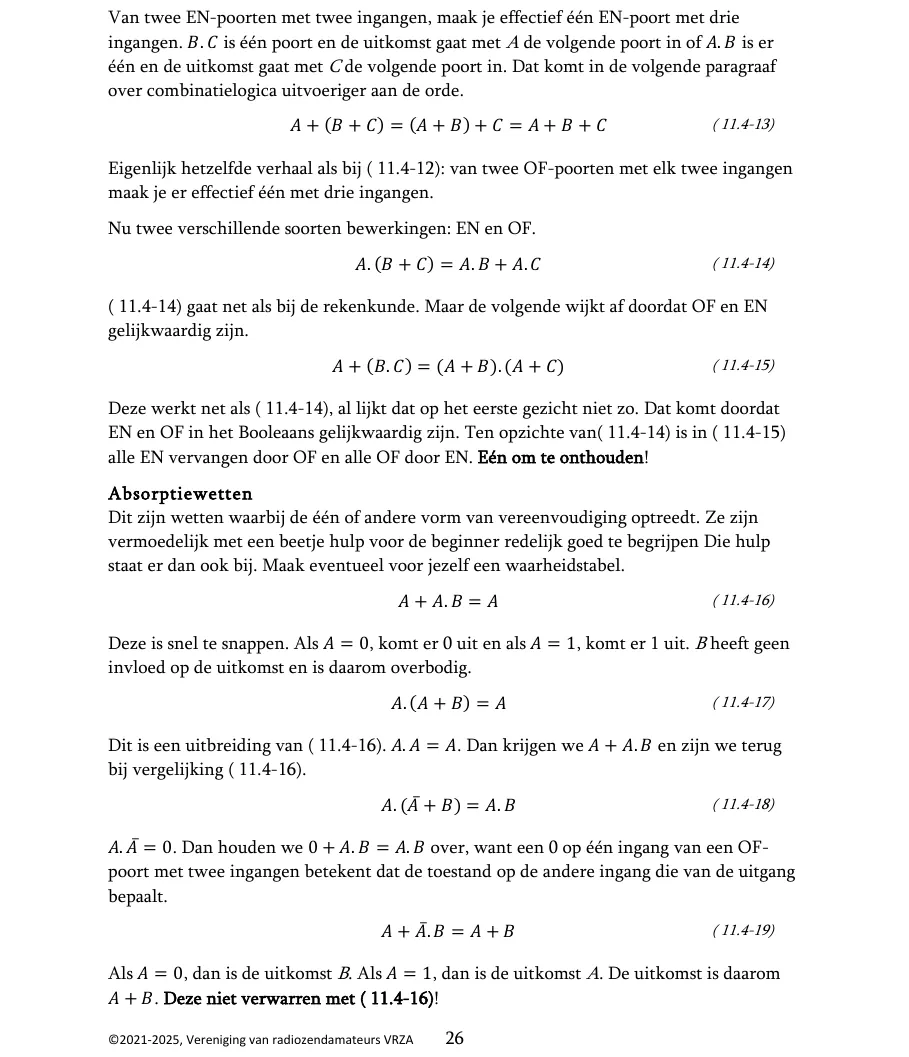 Van twee EN-poorten met twee ingangen, maak je effectief één EN-poort met drie
ingangen. B.C is één poort en de uitkomst gaat met A de volgende poort in of A.B is er
één en de uitkomst gaat met C de volgende poort in. Dat komt in de volgende paragraaf
over combinatielogica uitvoeriger aan de orde.
A + (B + C) = (A + B) + C = A + B + C ( 11.4-13)
Eigenlijk hetzelfde verhaal als bij ( 11.4-12): van twee OF-poorten met elk twee ingangen
maak je er effectief één met drie ingangen.
Nu twee verschillende soorten bewerkingen: EN en OF.
A.(B + C) = A.B + A.C ( 11.4-14)
( 11.4-14) gaat net als bij de rekenkunde. Maar de volgende wijkt af doordat OF en EN
gelijkwaardig zijn.
A + (B.C) = (A + B).(A + C) ( 11.4-15)
Deze werkt net als ( 11.4-14), al lijkt dat op het eerste gezicht niet zo. Dat komt doordat
EN en OF in het Booleaans gelijkwaardig zijn. Ten opzichte van( 11.4-14) is in ( 11.4-15)
alle EN vervangen door OF en alle OF door EN. Eén om te onthouden!
Absorptiewetten
Dit zijn wetten waarbij de één of andere vorm van vereenvoudiging optreedt. Ze zijn
vermoedelijk met een beetje hulp voor de beginner redelijk goed te begrijpen Die hulp
staat er dan ook bij. Maak eventueel voor jezelf een waarheidstabel.
A + A.B = A ( 11.4-16)
Deze is snel te snappen. Als A = 0, komt er 0 uit en als A = 1, komt er 1 uit. B heeft geen
invloed op de uitkomst en is daarom overbodig.
A.(A + B) = A ( 11.4-17)
Dit is een uitbreiding van ( 11.4-16). A.A = A. Dan krijgen we A + A.B en zijn we terug
bij vergelijking ( 11.4-16).
A.(Ā + B) = A.B ( 11.4-18)
A.Ā = 0. Dan houden we 0 + A.B = A.B over, want een 0 op één ingang van een OF-
poort met twee ingangen betekent dat de toestand op de andere ingang die van de uitgang
bepaalt.
A + Ā.B = A + B ( 11.4-19)
Als A = 0, dan is de uitkomst B. Als A = 1, dan is de uitkomst A. De uitkomst is daarom
A + B. Deze niet verwarren met ( 11.4-16)!
©2021-2025, Vereniging van radiozendamateurs VRZA 26